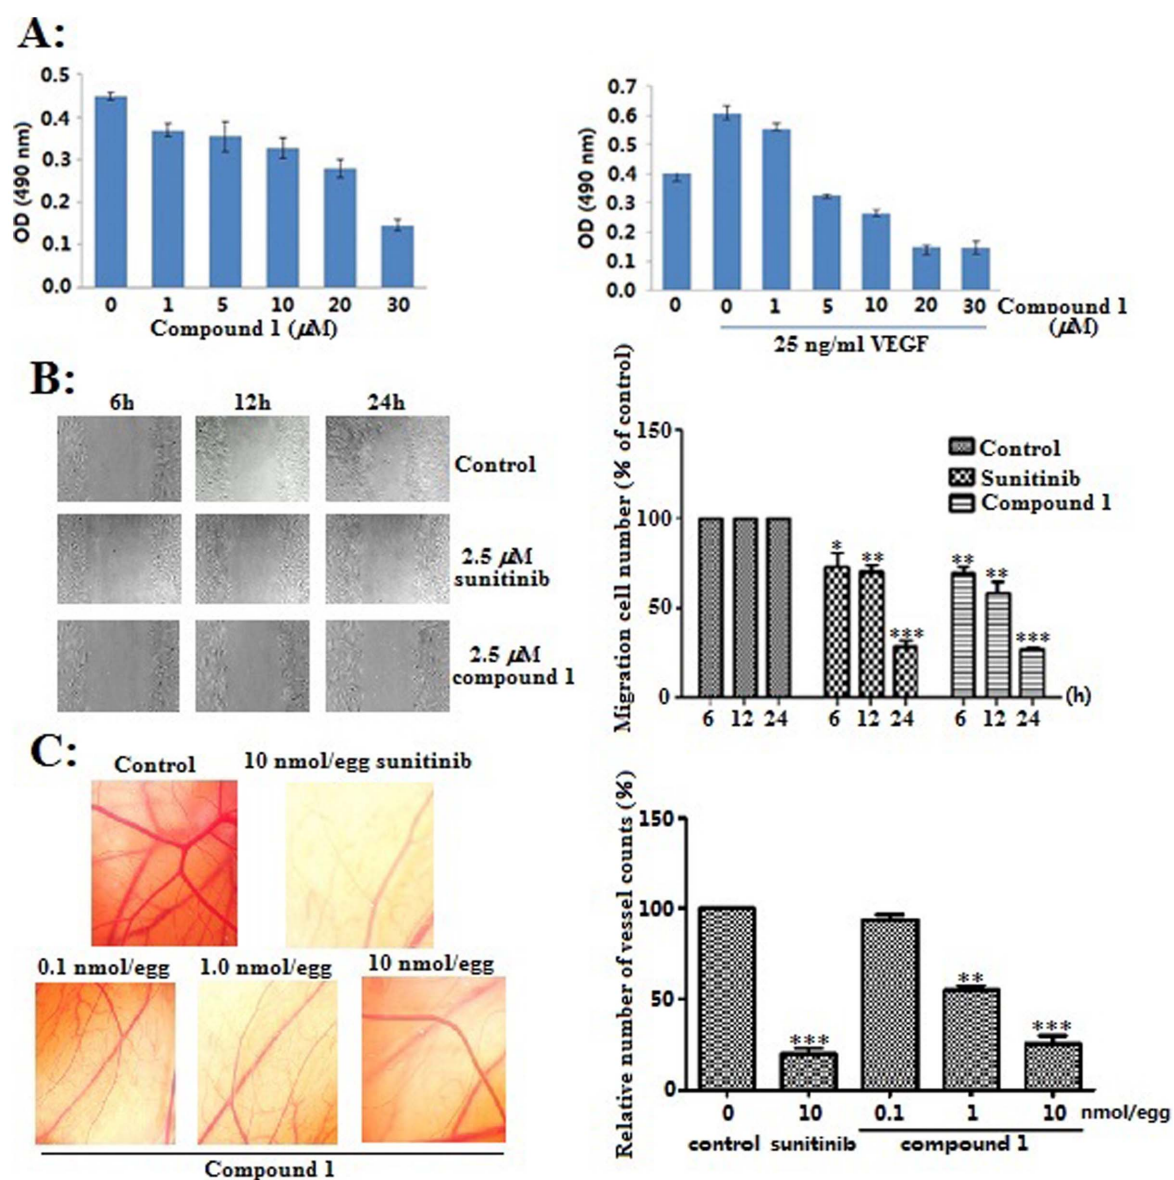 A:
OD (490 nm)
0.5
0.4
0.3
0.2
0.1
0.0
0 1 5 10 20 30
Compound 1 (μM)
OD (490 nm)
0.7
0.6
0.5
0.4
0.3
0.2
0.1
0.0
0 0 1 5 10 20 30 Compound 1
(μM)
25 ng/ml VEGF
B:
6h 12h 24h
Control
2.5 μM
sunitinib
2.5 μM
compound 1
Migration cell number (% of control)
150
100
50
0
Control
Sunitinib
Compound 1
* ** *** ** ** ***
6 12 24 6 12 24 6 12 24 (h)
C:
Control 10 nmol/egg sunitinib
0.1 nmol/egg 1.0 nmol/egg 10 nmol/egg
Compound 1
Relative number of vessel counts (%)
150
100
50
0
*** ** ***
0 10 0.1 1 10 nmol/egg
control sunitinib compound 1